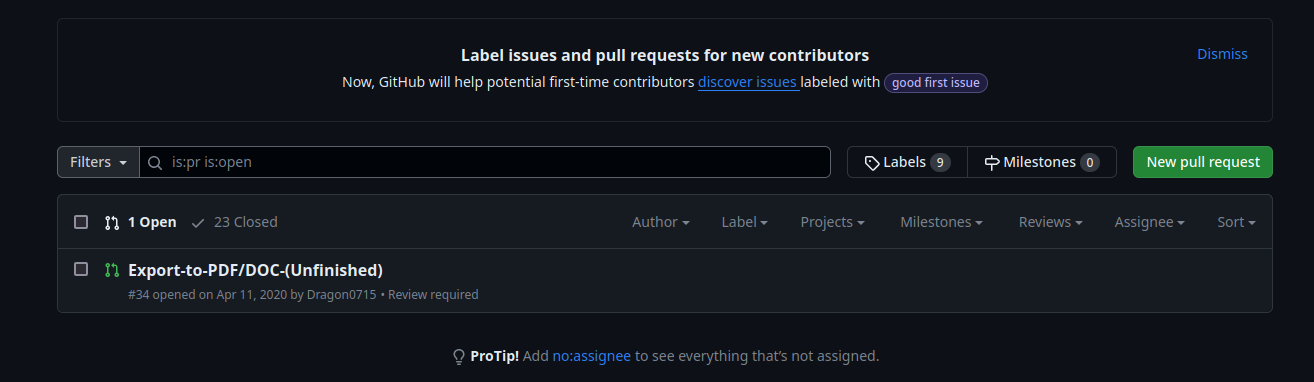 Label issues and pull requests for new contributors
Dismiss
Now, GitHub will help potential first-time contributors discover issues labeled with good first issue
Filters
is:pr is:open
Labels 9
Milestones 0
New pull request
1 Open
23 Closed
Author
Label
Projects
Milestones
Reviews
Assignee
Sort
Export-to-PDF/DOC-(Unfinished)
#34 opened on Apr 11, 2020 by Dragon0715 • Review required
ProTip! Add no:assignee to see everything that's not assigned.